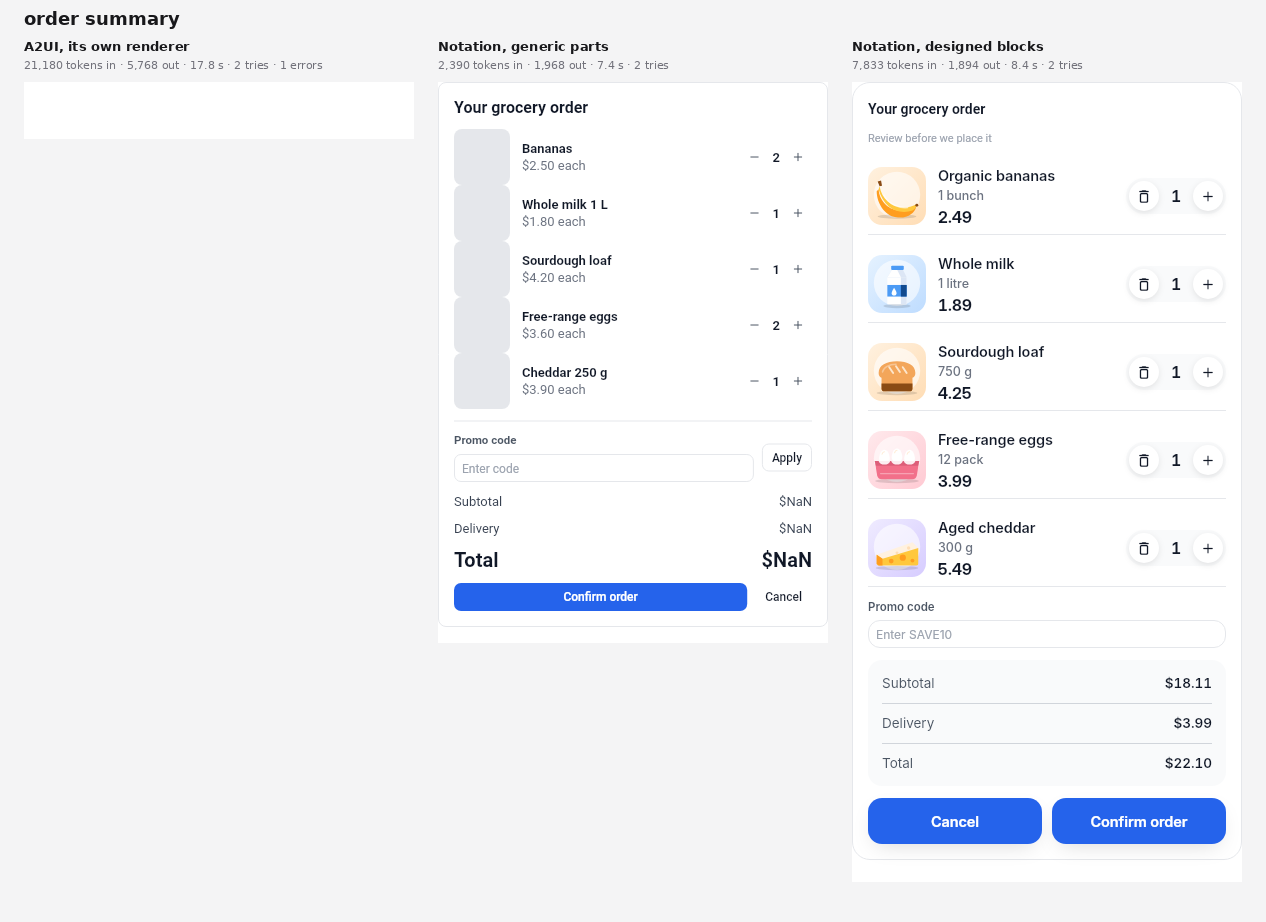 order summary
A2UI, its own renderer
21,180 tokens in · 5,768 out · 17.8 s · 2 tries · 1 errors
Notation, generic parts
2,390 tokens in · 1,968 out · 7.4 s · 2 tries
Your grocery order
Bananas
$2.50 each
− 2 +
Whole milk 1 L
$1.80 each
− 1 +
Sourdough loaf
$4.20 each
− 1 +
Free-range eggs
$3.60 each
− 2 +
Cheddar 250 g
$3.90 each
− 1 +
Promo code
Enter code
Apply
Subtotal $NaN
Delivery $NaN
Total $NaN
Confirm order Cancel
Notation, designed blocks
7,833 tokens in · 1,894 out · 8.4 s · 2 tries
Your grocery order
Review before we place it
Organic bananas
1 bunch
2.49
1 +
Whole milk
1 litre
1.89
1 +
Sourdough loaf
750 g
4.25
1 +
Free-range eggs
12 pack
3.99
1 +
Aged cheddar
300 g
5.49
1 +
Promo code
Enter SAVE10
Subtotal $18.11
Delivery $3.99
Total $22.10
Cancel Confirm order